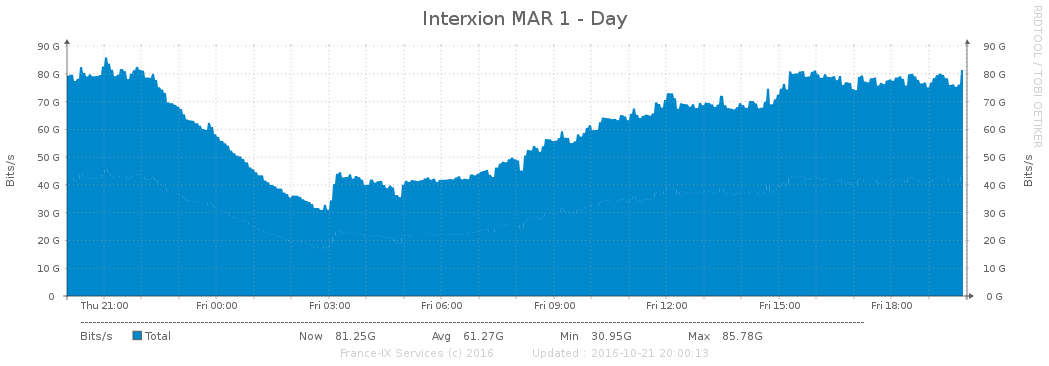 Interxion MAR 1 - Day
RRDTOOL / TOBI OETIKER
Bits/s
90 G
80 G
70 G
60 G
50 G
40 G
30 G
20 G
10 G
0
90 G
80 G
70 G
60 G
50 G
40 G
30 G
20 G
10 G
0 G
Bits/s
Thu 21:00 Fri 00:00 Fri 03:00 Fri 06:00 Fri 09:00 Fri 12:00 Fri 15:00 Fri 18:00
Bits/s Total Now 81.25G Avg 61.27G Min 30.95G Max 85.78G
France-IX Services (c) 2016 Updated : 2016-10-21 20:00:13